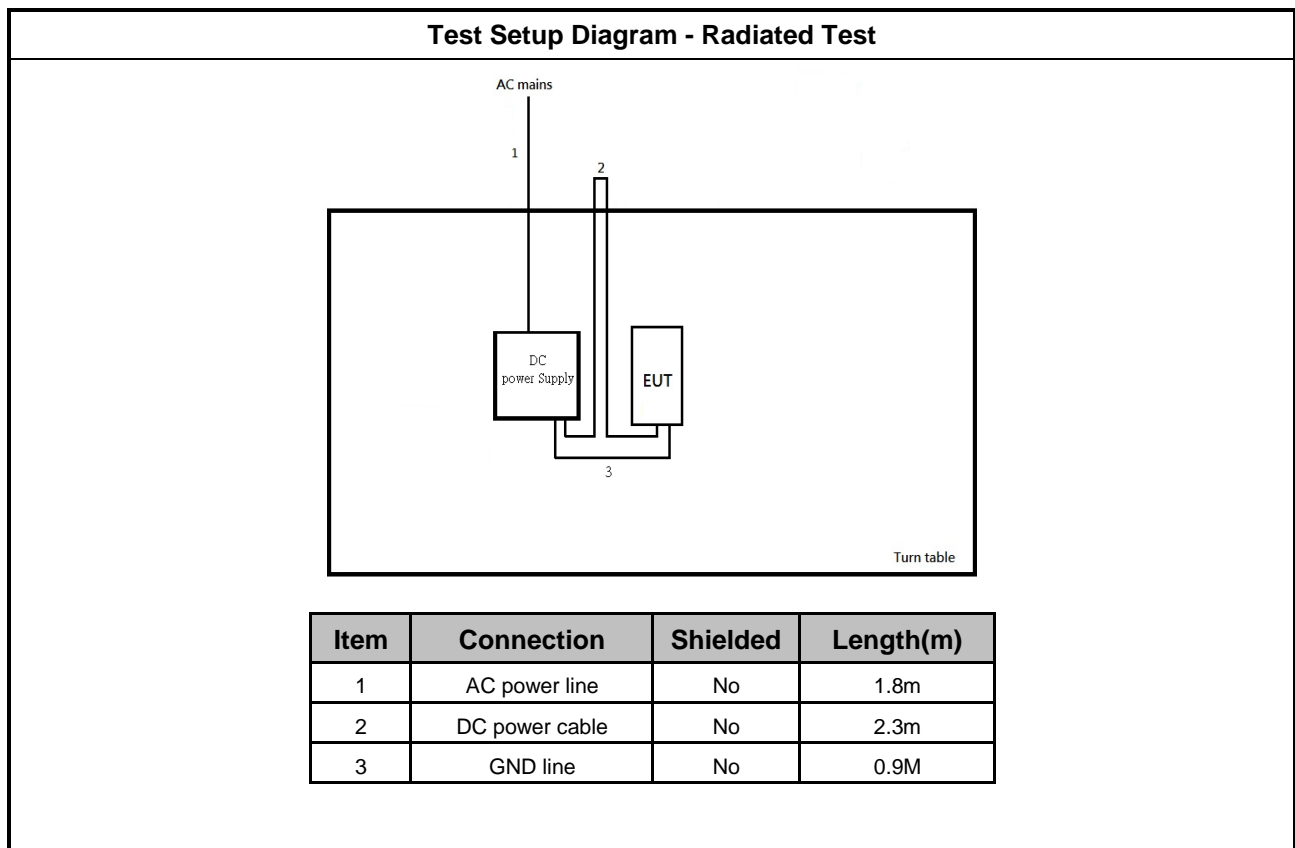 Test Setup Diagram - Radiated Test
AC mains
1
2
DC
power Supply
EUT
3
Turn table
Item Connection Shielded Length(m)
1 AC power line No 1.8m
2 DC power cable No 2.3m
3 GND line No 0.9M